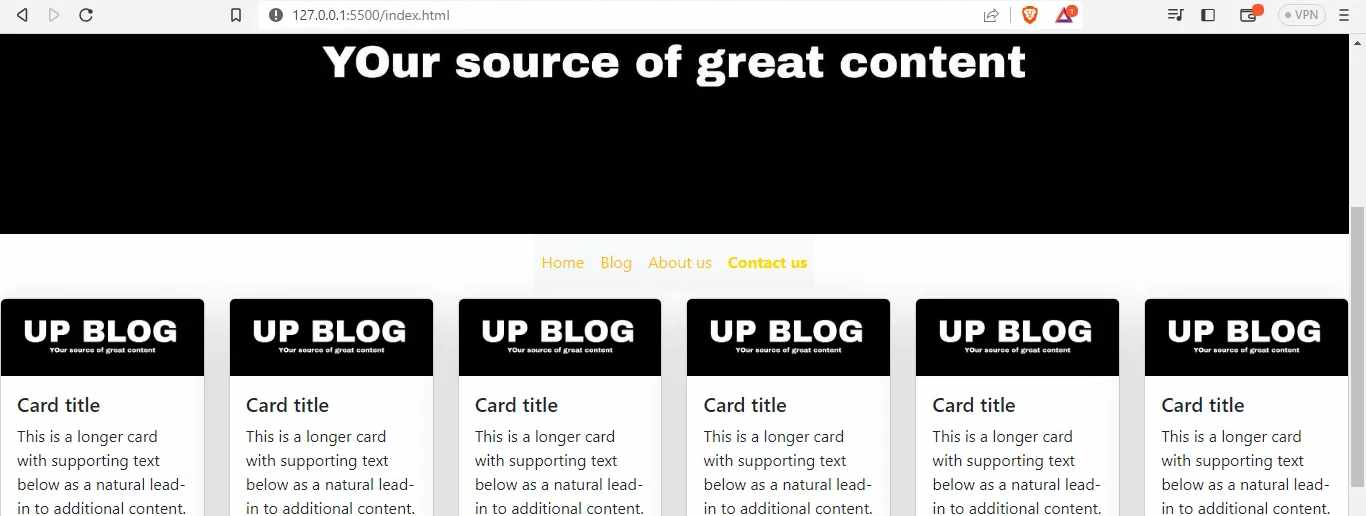 127.0.0.1:5500/index.html
1
VPN
YOur source of great content
Home Blog About us Contact us
UP BLOG
YOur source of great content
Card title
This is a longer card
with supporting text
below as a natural lead-
in to additional content.
UP BLOG
YOur source of great content
Card title
This is a longer card
with supporting text
below as a natural lead-
in to additional content.
UP BLOG
YOur source of great content
Card title
This is a longer card
with supporting text
below as a natural lead-
in to additional content.
UP BLOG
YOur source of great content
Card title
This is a longer card
with supporting text
below as a natural lead-
in to additional content.
UP BLOG
YOur source of great content
Card title
This is a longer card
with supporting text
below as a natural lead-
in to additional content.
UP BLOG
YOur source of great content
Card title
This is a longer card
with supporting text
below as a natural lead-
in to additional content.